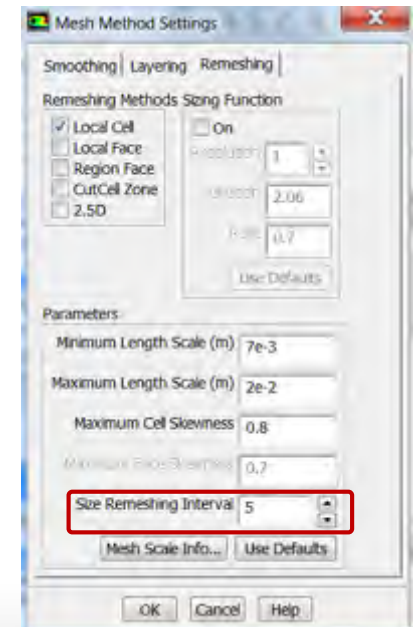 Mesh Method Settings
Smoothing Layering Remeshing
Remeshing Methods Sizing Function
Local Cell
On
Local Face
Resolution 1
Region Face
CutCell Zone
2.06
2.5D
Rate 0.7
Use Defaults
Parameters
Minimum Length Scale (m) 7e-3
Maximum Length Scale (m) 2e-2
Maximum Cell Skewness 0.8
Maximum Face Skewness 0.7
Size Remeshing Interval 5
Mesh Scale Info... Use Defaults
OK Cancel Help